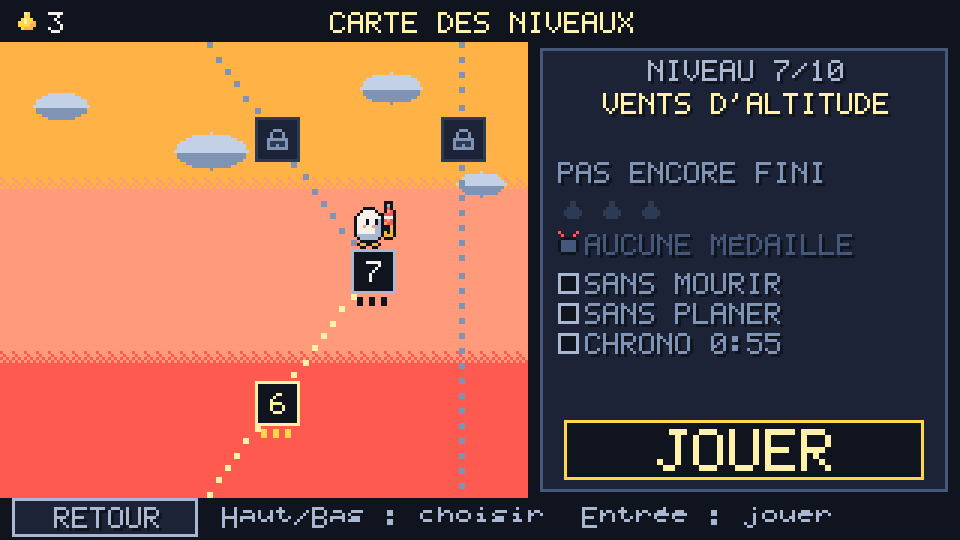 3
CARTE DES NIVEAUX
NIVEAU 7/10
VENTS D'ALTITUDE
PAS ENCORE FINI
AUCUNE MÉDAILLE
SANS MOURIR
SANS PLANER
CHRONO 0:55
7
6
JOUER
RETOUR
Haut/Bas : choisir Entrée : jouer